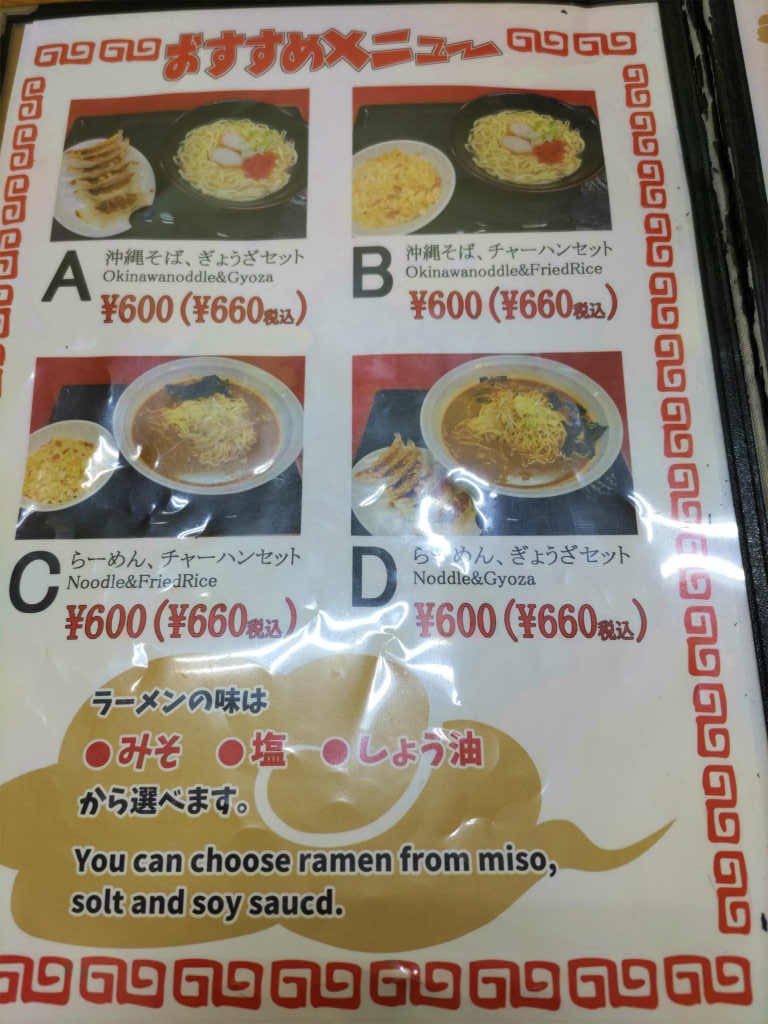 おすすめメニュー
A
沖縄そば、ぎょうざセット
Okinawanoddle&Gyoza
¥600(¥660税込)
B
沖縄そば、チャーハンセット
Okinawanoddle&FriedRice
¥600(¥660税込)
C
らーめん、チャーハンセット
Noodle&FriedRice
¥600(¥660税込)
D
らーめん、ぎょうざセット
Noddle&Gyoza
¥600(¥660税込)
ラーメンの味は
●みそ ●塩 ●しょう油
から選べます。
You can choose ramen from miso,
solt and soy saucd.